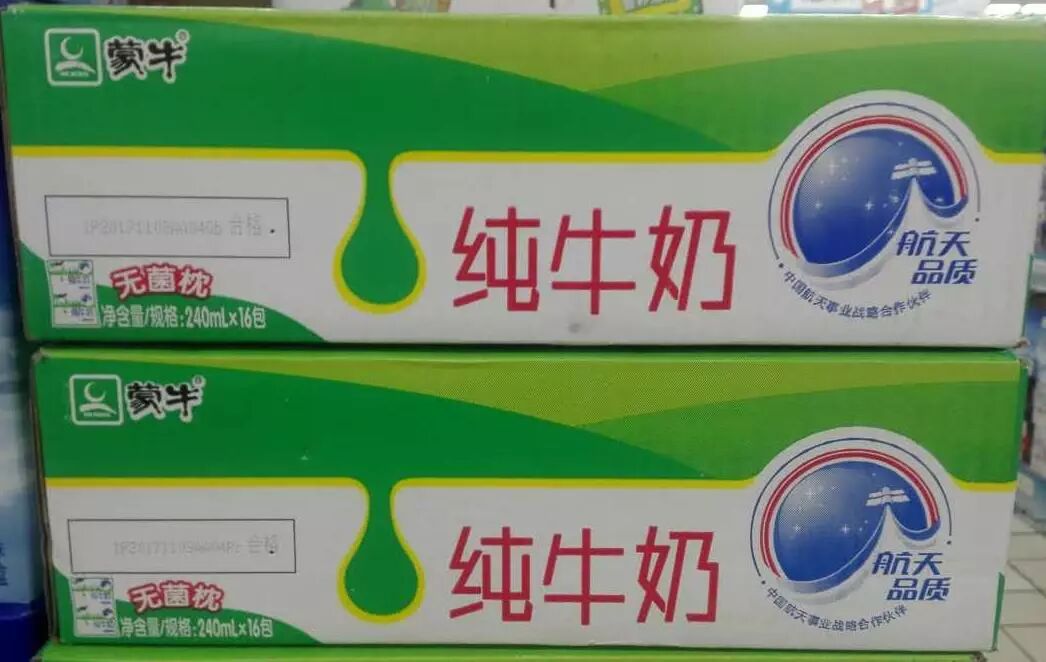 蒙牛®
纯牛奶
合格
无菌枕
净含量/规格:240mL×16包
航天
品质
中国航天事业战略合作伙伴
蒙牛®
纯牛奶
合格
无菌枕
净含量/规格:240mL×16包
航天
品质
中国航天事业战略合作伙伴